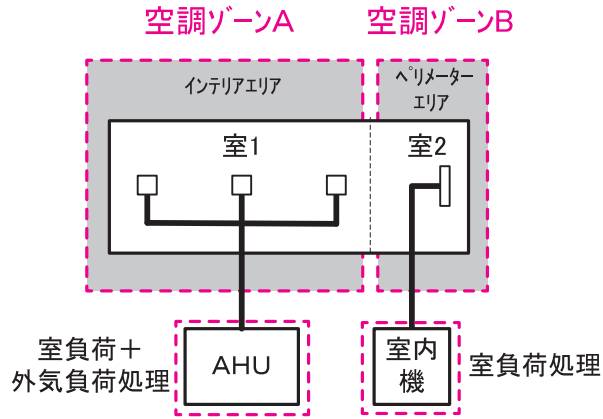 空調ゾーンA
空調ゾーンB
インテリアエリア
ペリメーター
エリア
室1
室2
室負荷+
外気負荷処理
AHU
室内
機
室負荷処理